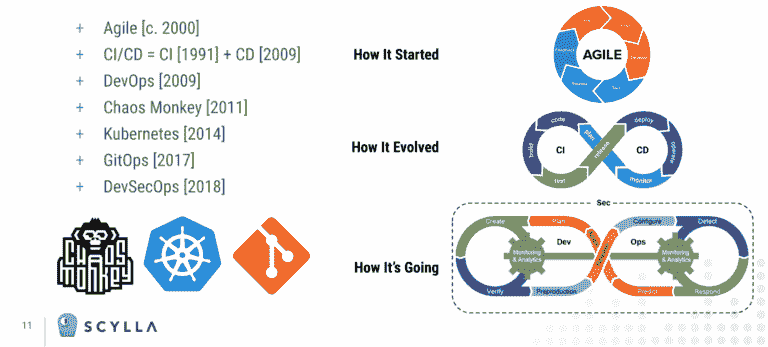 + Agile [c. 2000]
+ CI/CD = CI [1991] + CD [2009]
+ DevOps [2009]
+ Chaos Monkey [2011]
+ Kubernetes [2014]
+ GitOps [2017]
+ DevSecOps [2018]
CHAOS
MONKEY
How It Started
AGILE
How It Evolved
code
build
plan
CI
test
release
deploy
CD
operate
monitor
How It's Going
Sec
Create
Plan
Configure
Detect
Dev
Ops
Monitoring
& Analytics
Monitoring
& Analytics
Verify
Preproduction
Predict
Respond
11
SCYLLA